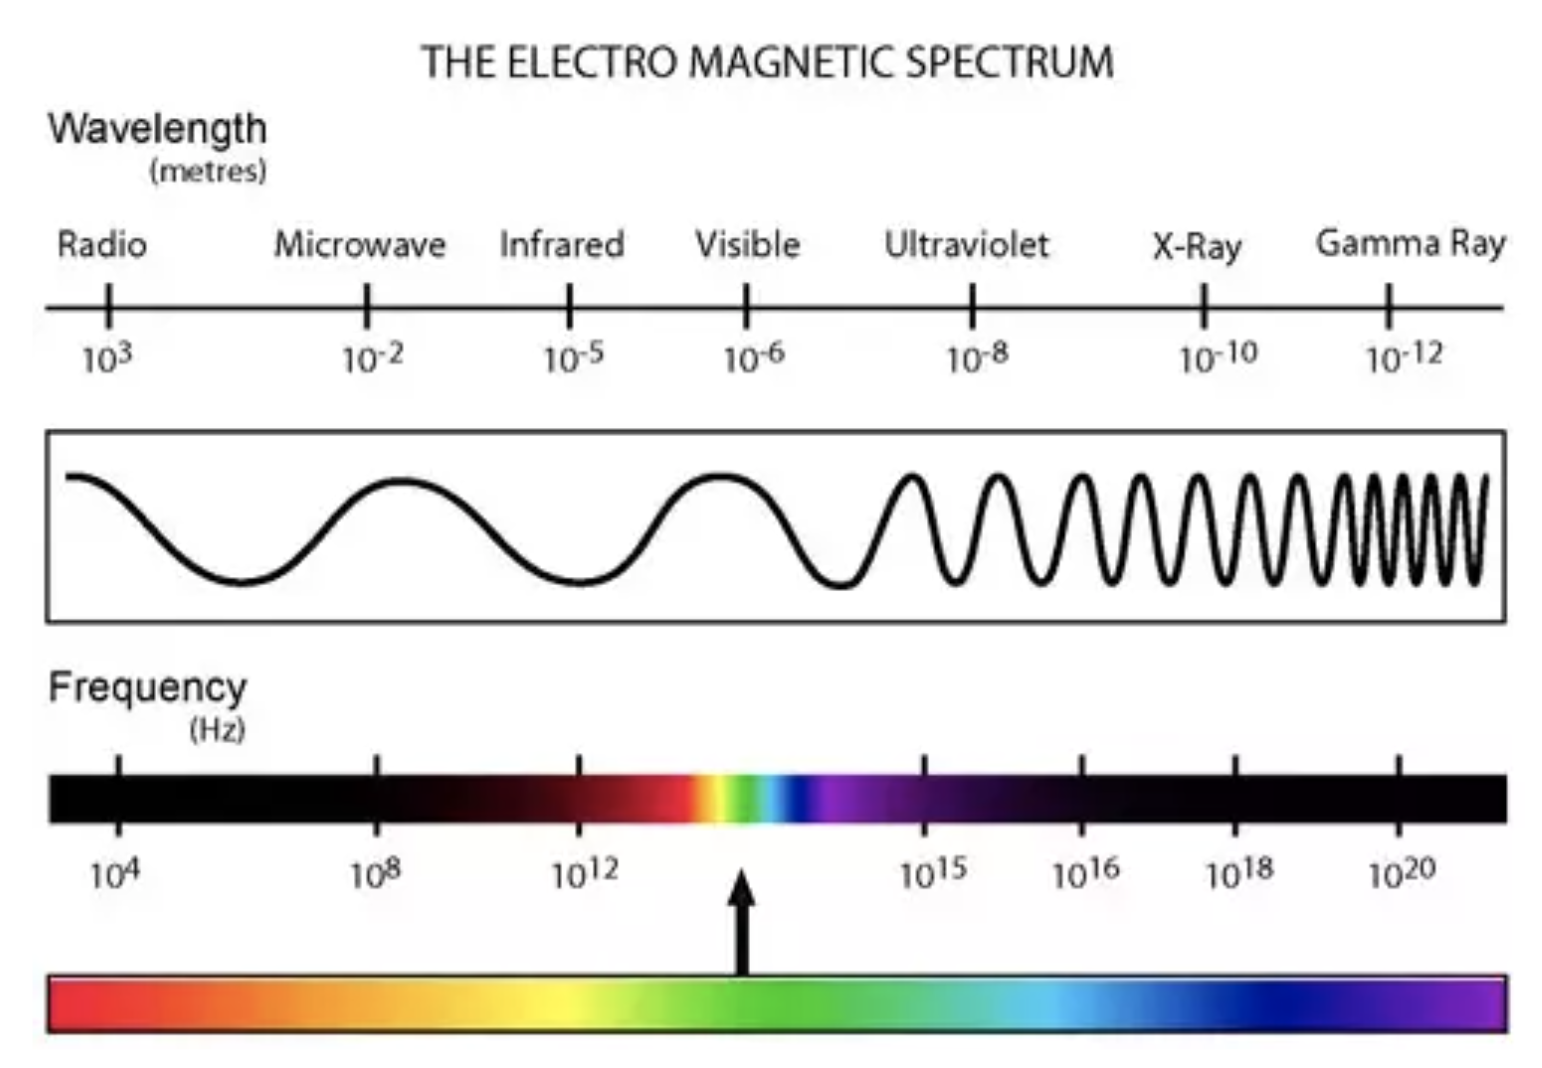 THE ELECTRO MAGNETIC SPECTRUM
Wavelength
(metres)
Radio Microwave Infrared Visible Ultraviolet X-Ray Gamma Ray
10³ 10⁻² 10⁻⁵ 10⁻⁶ 10⁻⁸ 10⁻¹⁰ 10⁻¹²
Frequency
(Hz)
10⁴ 10⁸ 10¹² 10¹⁵ 10¹⁶ 10¹⁸ 10²⁰